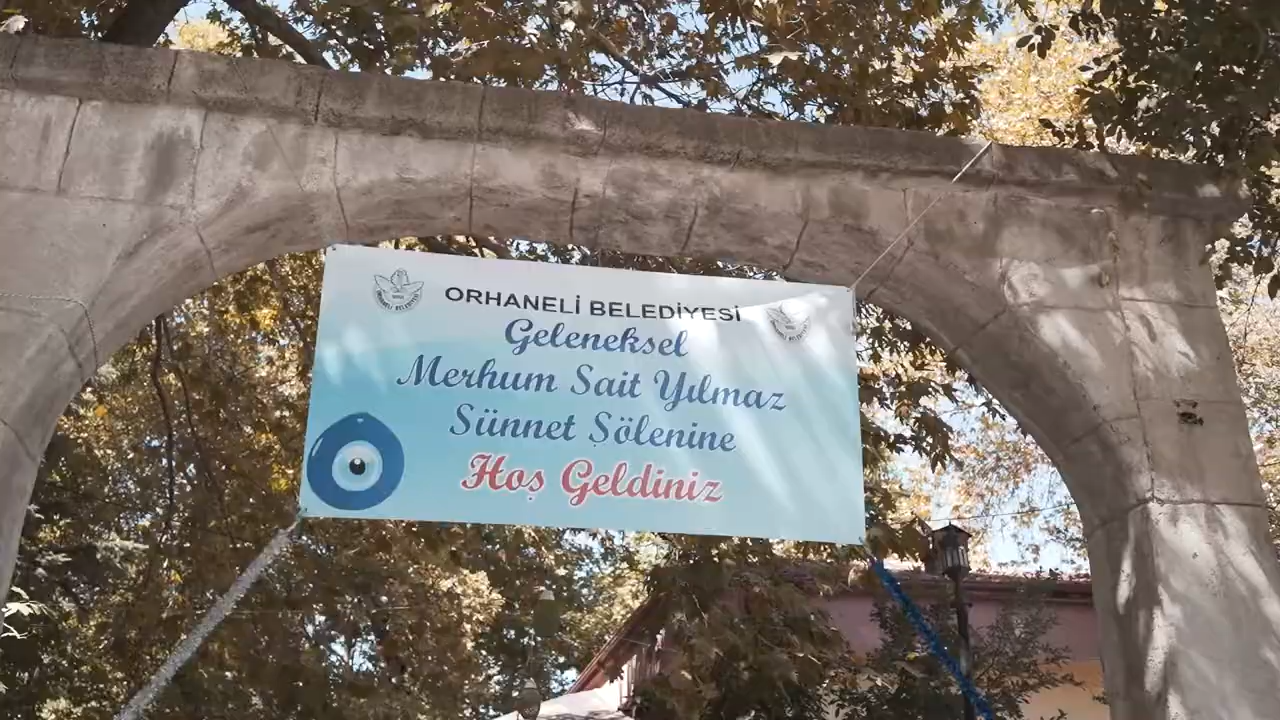 ORHANELİ BELEDİYESİ
Geleneksel
Merhum Sait Yılmaz
Sünnet Şölenine
Hoş Geldiniz